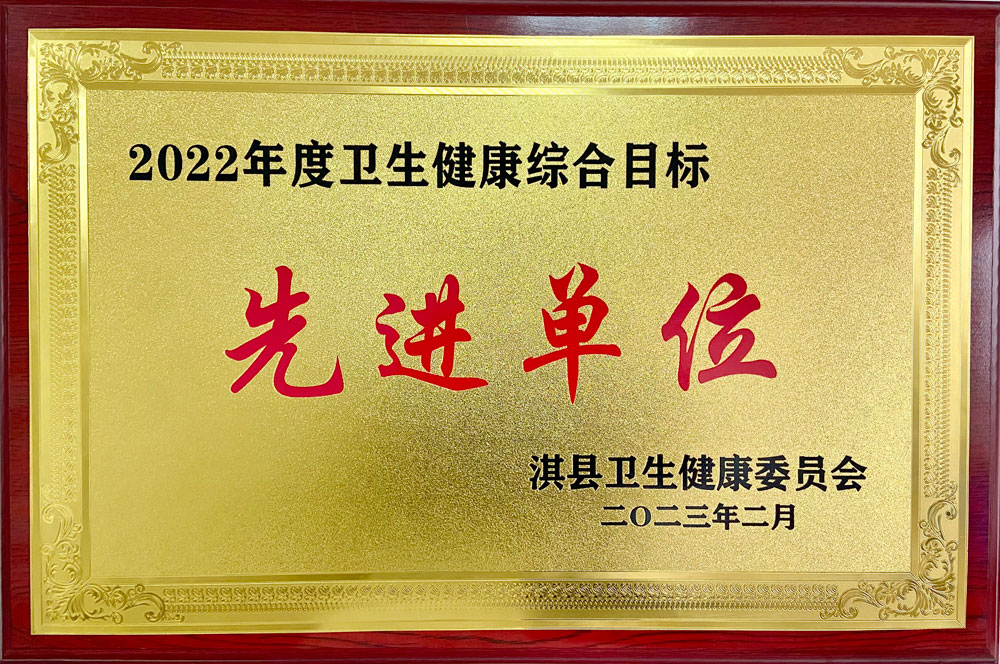 2022年度卫生健康综合目标
先进单位
淇县卫生健康委员会
二〇二三年二月